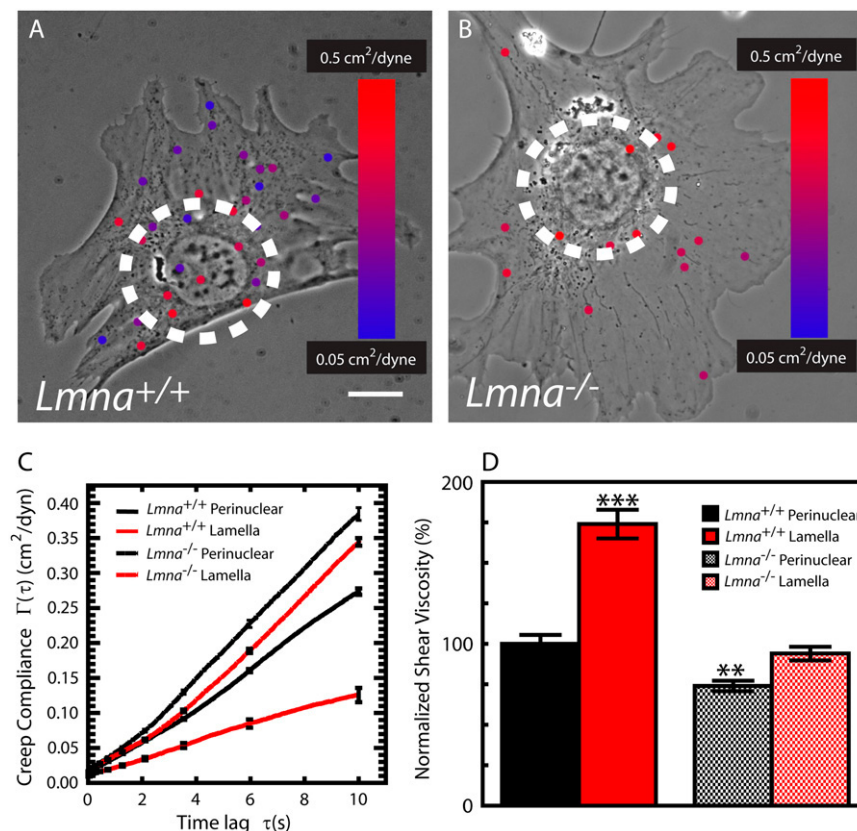 A
0.5 cm²/dyne
0.05 cm²/dyne
Lmna+/+
B
0.5 cm²/dyne
0.05 cm²/dyne
Lmna-/-
C
Creep Compliance Γ(τ) (cm²/dyn)
0.40
0.35
0.30
0.25
0.20
0.15
0.10
0.05
0.00
Lmna+/+ Perinuclear
Lmna+/+ Lamella
Lmna-/- Perinuclear
Lmna-/- Lamella
0 2 4 6 8 10
Time lag τ(s)
D
Normalized Shear Viscosity (%)
200
100
0
***
**
Lmna+/+ Perinuclear
Lmna+/+ Lamella
Lmna-/- Perinuclear
Lmna-/- Lamella